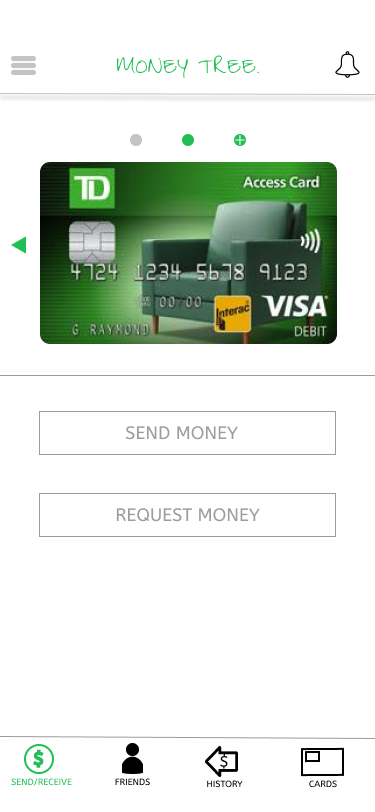 MONEY TREE.
TD
Access Card
4724 1234 5678 9123
00/00
Interac
G RAYMOND
VISA
DEBIT
SEND MONEY
REQUEST MONEY
$
$
SEND/RECEIVE
FRIENDS
HISTORY
CARDS